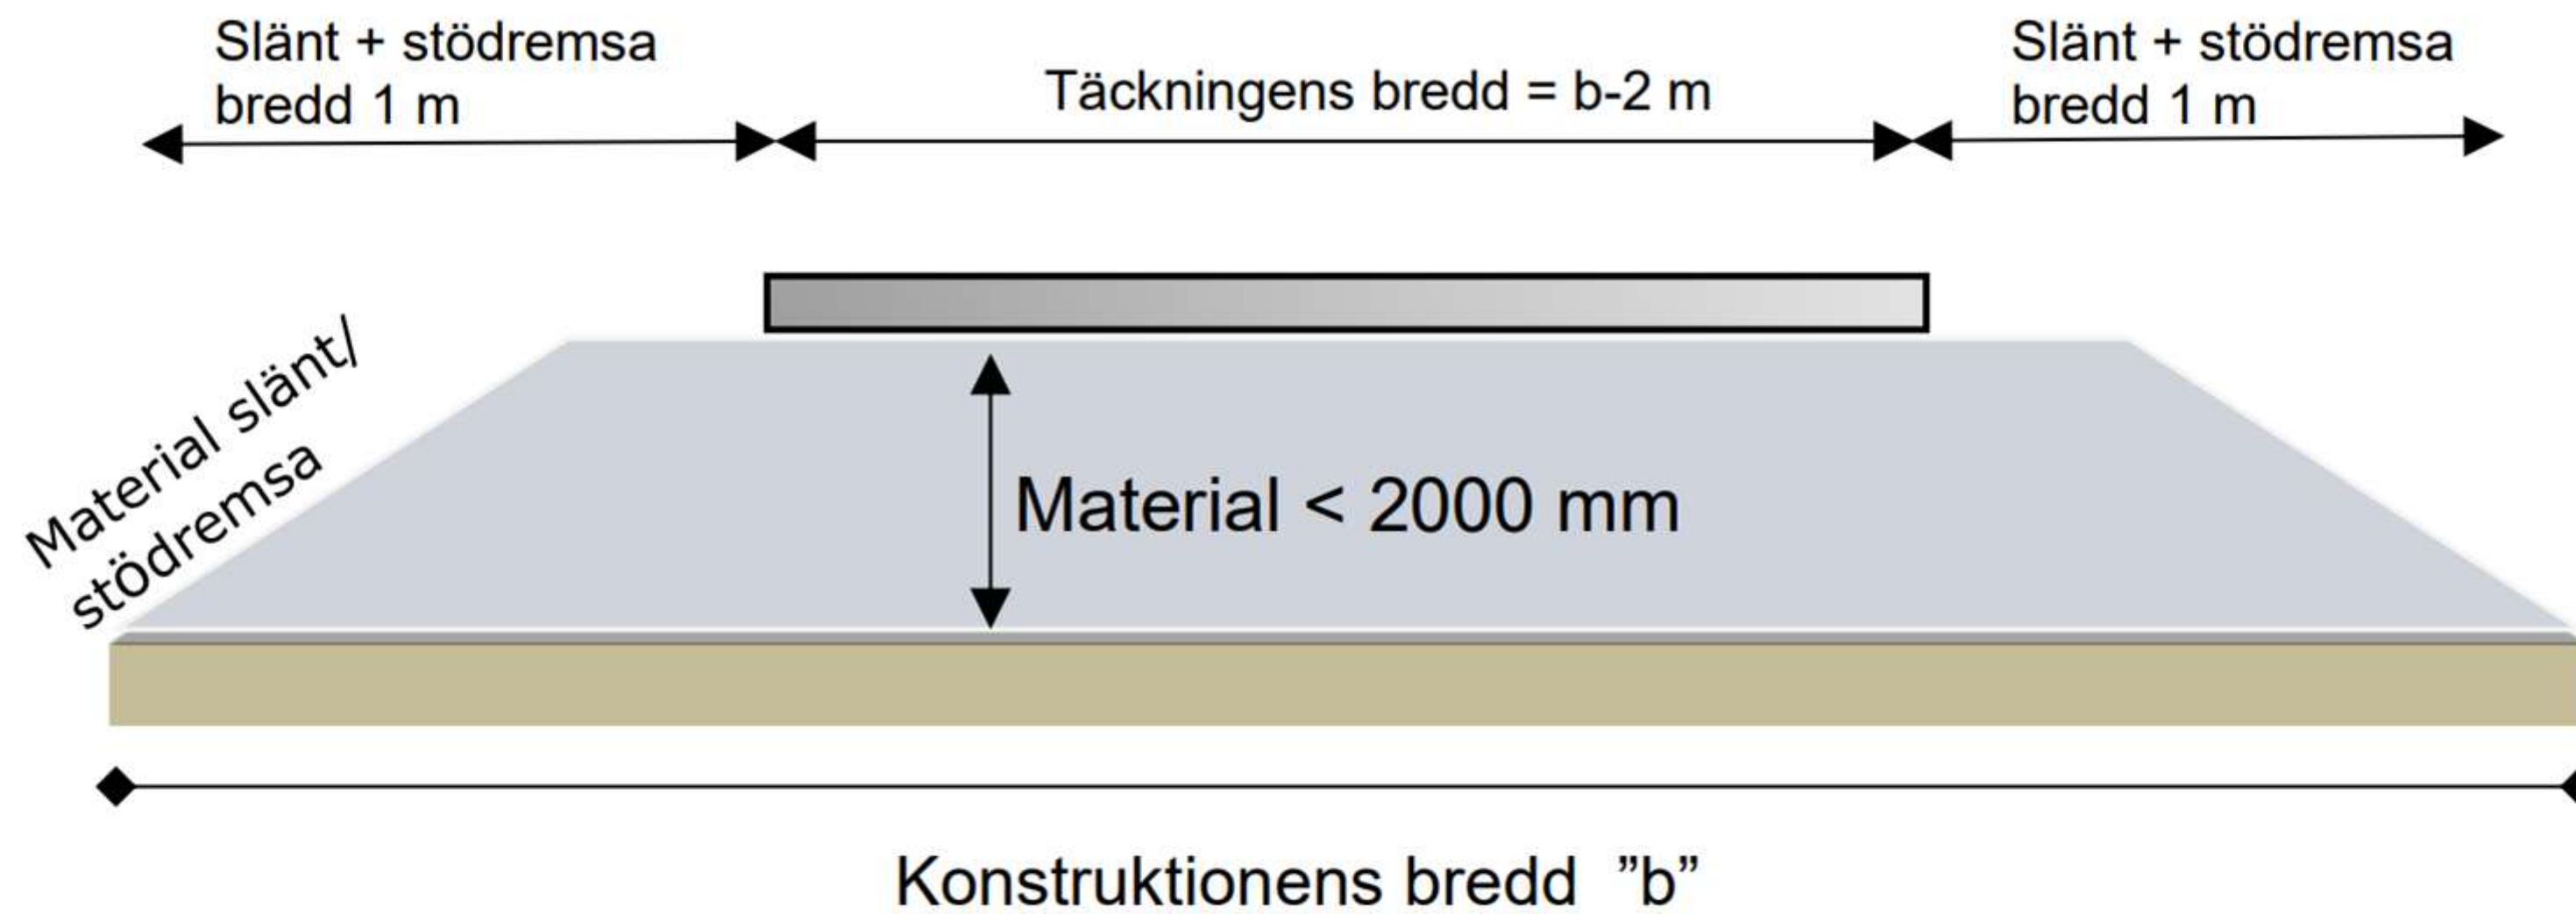 Slänt + stödremsa
bredd 1 m
Täckningens bredd = b-2 m
Slänt + stödremsa
bredd 1 m
Material slänt/
stödremsa
Material < 2000 mm
Konstruktionens bredd ”b”